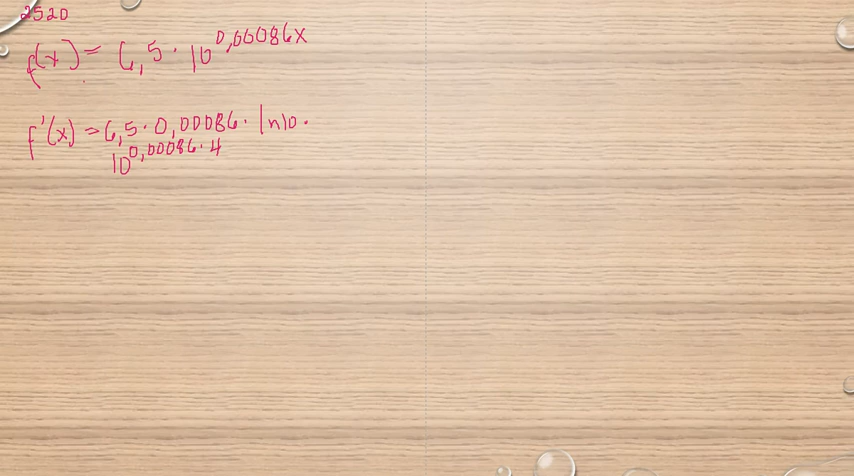 2520
f(x) = 6,5 · 10^0,00086x
f'(x) = 6,5 · 0,00086 · ln10 ·
10^0,00086·4